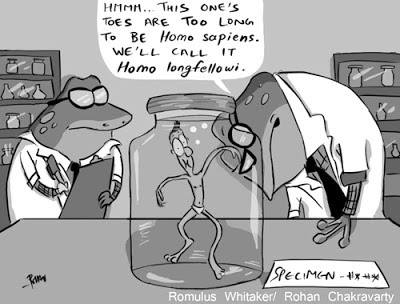 HMMM... THIS ONE'S
TOES ARE TOO LONG
TO BE HOMO SAPIENS.
WE'LL CALL IT
HOMO LONGFELLOWI.
SPECIMEN -#*##
Romulus Whitaker/ Rohan Chakravarty